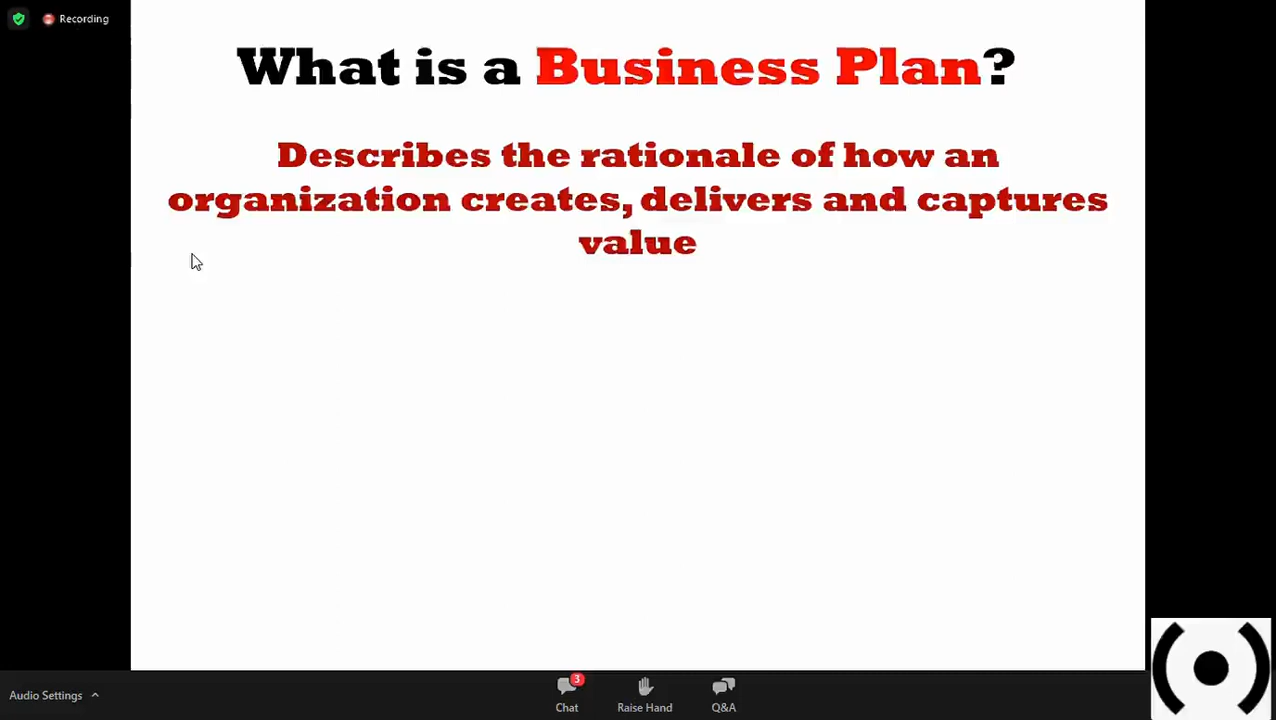 Recording
What is a Business Plan?
Describes the rationale of how an
organization creates, delivers and captures
value
Audio Settings
3
Chat
Raise Hand
Q&A